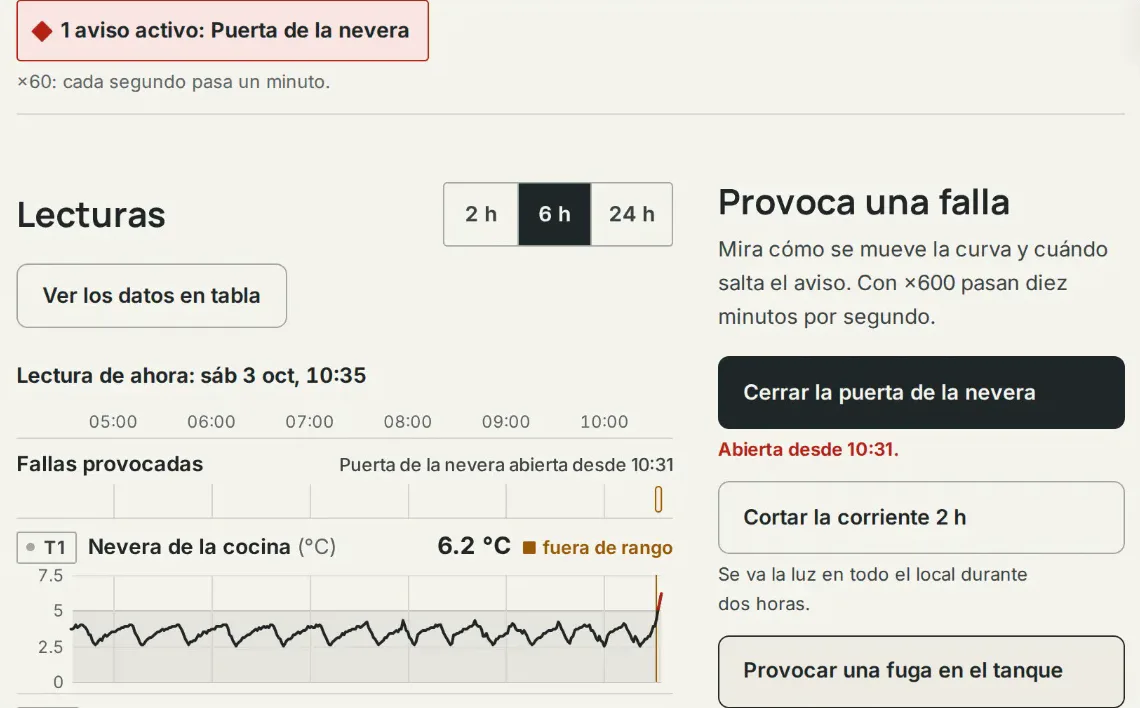 1 aviso activo: Puerta de la nevera
×60: cada segundo pasa un minuto.
Lecturas
2 h
6 h
24 h
Ver los datos en tabla
Lectura de ahora: sáb 3 oct, 10:35
05:00
06:00
07:00
08:00
09:00
10:00
Fallas provocadas
Puerta de la nevera abierta desde 10:31
T1
Nevera de la cocina (°C)
6.2 °C
fuera de rango
7.5
5
2.5
0
Provoca una falla
Mira cómo se mueve la curva y cuándo
salta el aviso. Con ×600 pasan diez
minutos por segundo.
Cerrar la puerta de la nevera
Abierta desde 10:31.
Cortar la corriente 2 h
Se va la luz en todo el local durante
dos horas.
Provocar una fuga en el tanque